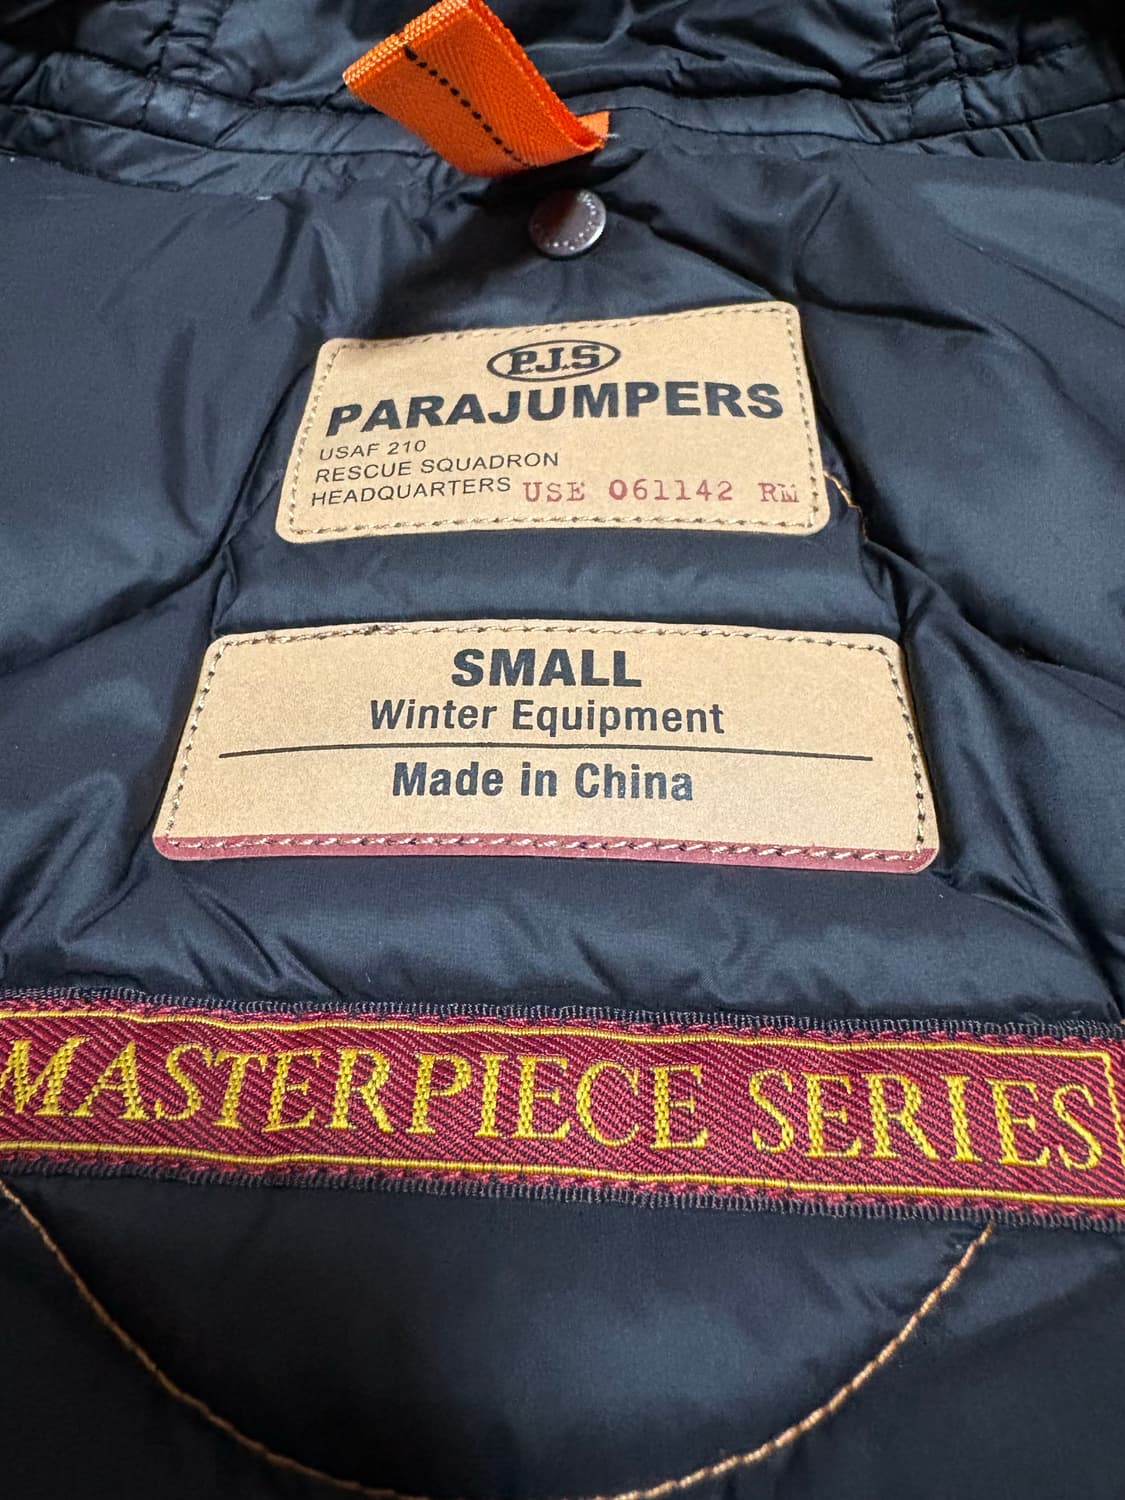 P.J.S
PARAJUMPERS
USAF 210
RESCUE SQUADRON
HEADQUARTERS USE 061142 RM
SMALL
Winter Equipment
Made in China
MASTERPIECE SERIES